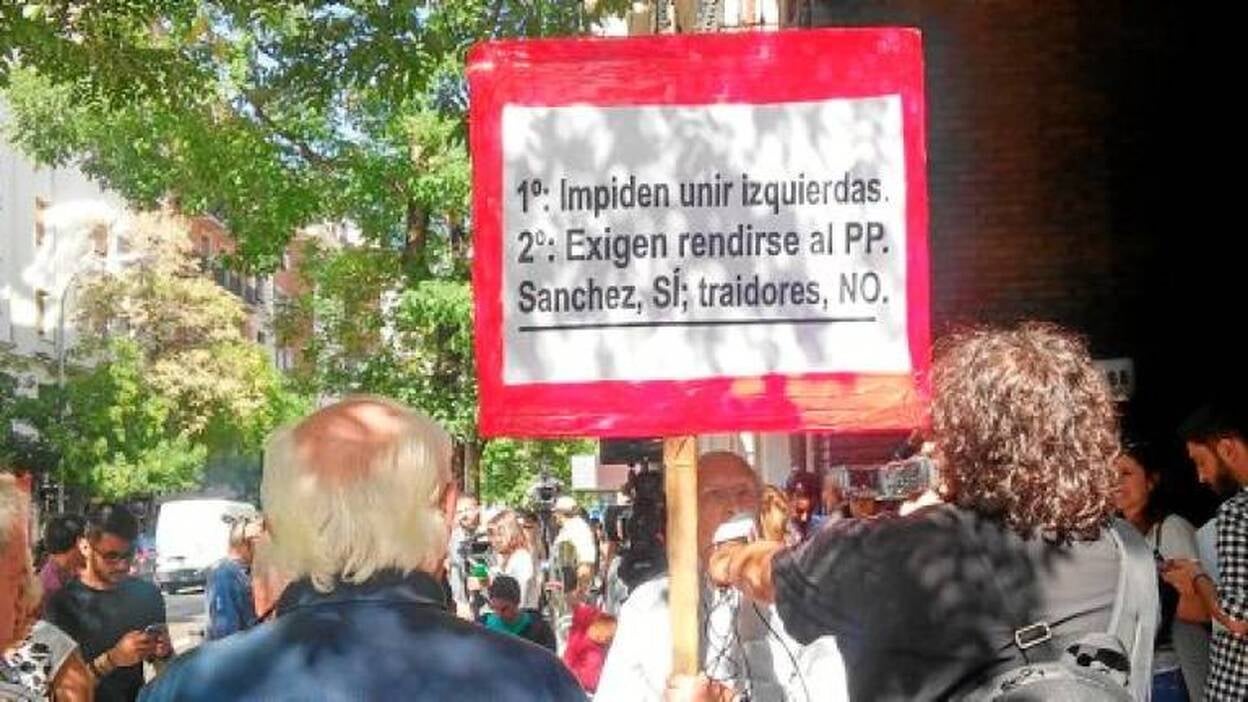 1º: Impiden unir izquierdas.
2º: Exigen rendirse al PP.
Sanchez, SÍ; traidores, NO.